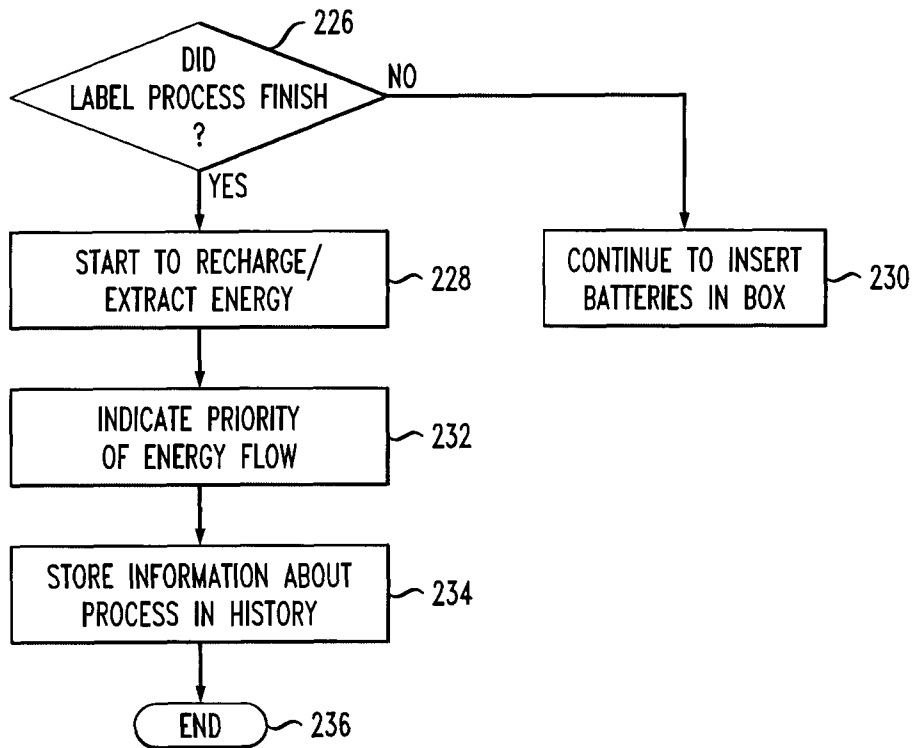 226
DID
LABEL PROCESS FINISH
?
NO
YES
START TO RECHARGE/
EXTRACT ENERGY
228
CONTINUE TO INSERT
BATTERIES IN BOX
230
INDICATE PRIORITY
OF ENERGY FLOW
232
STORE INFORMATION ABOUT
PROCESS IN HISTORY
234
END
236